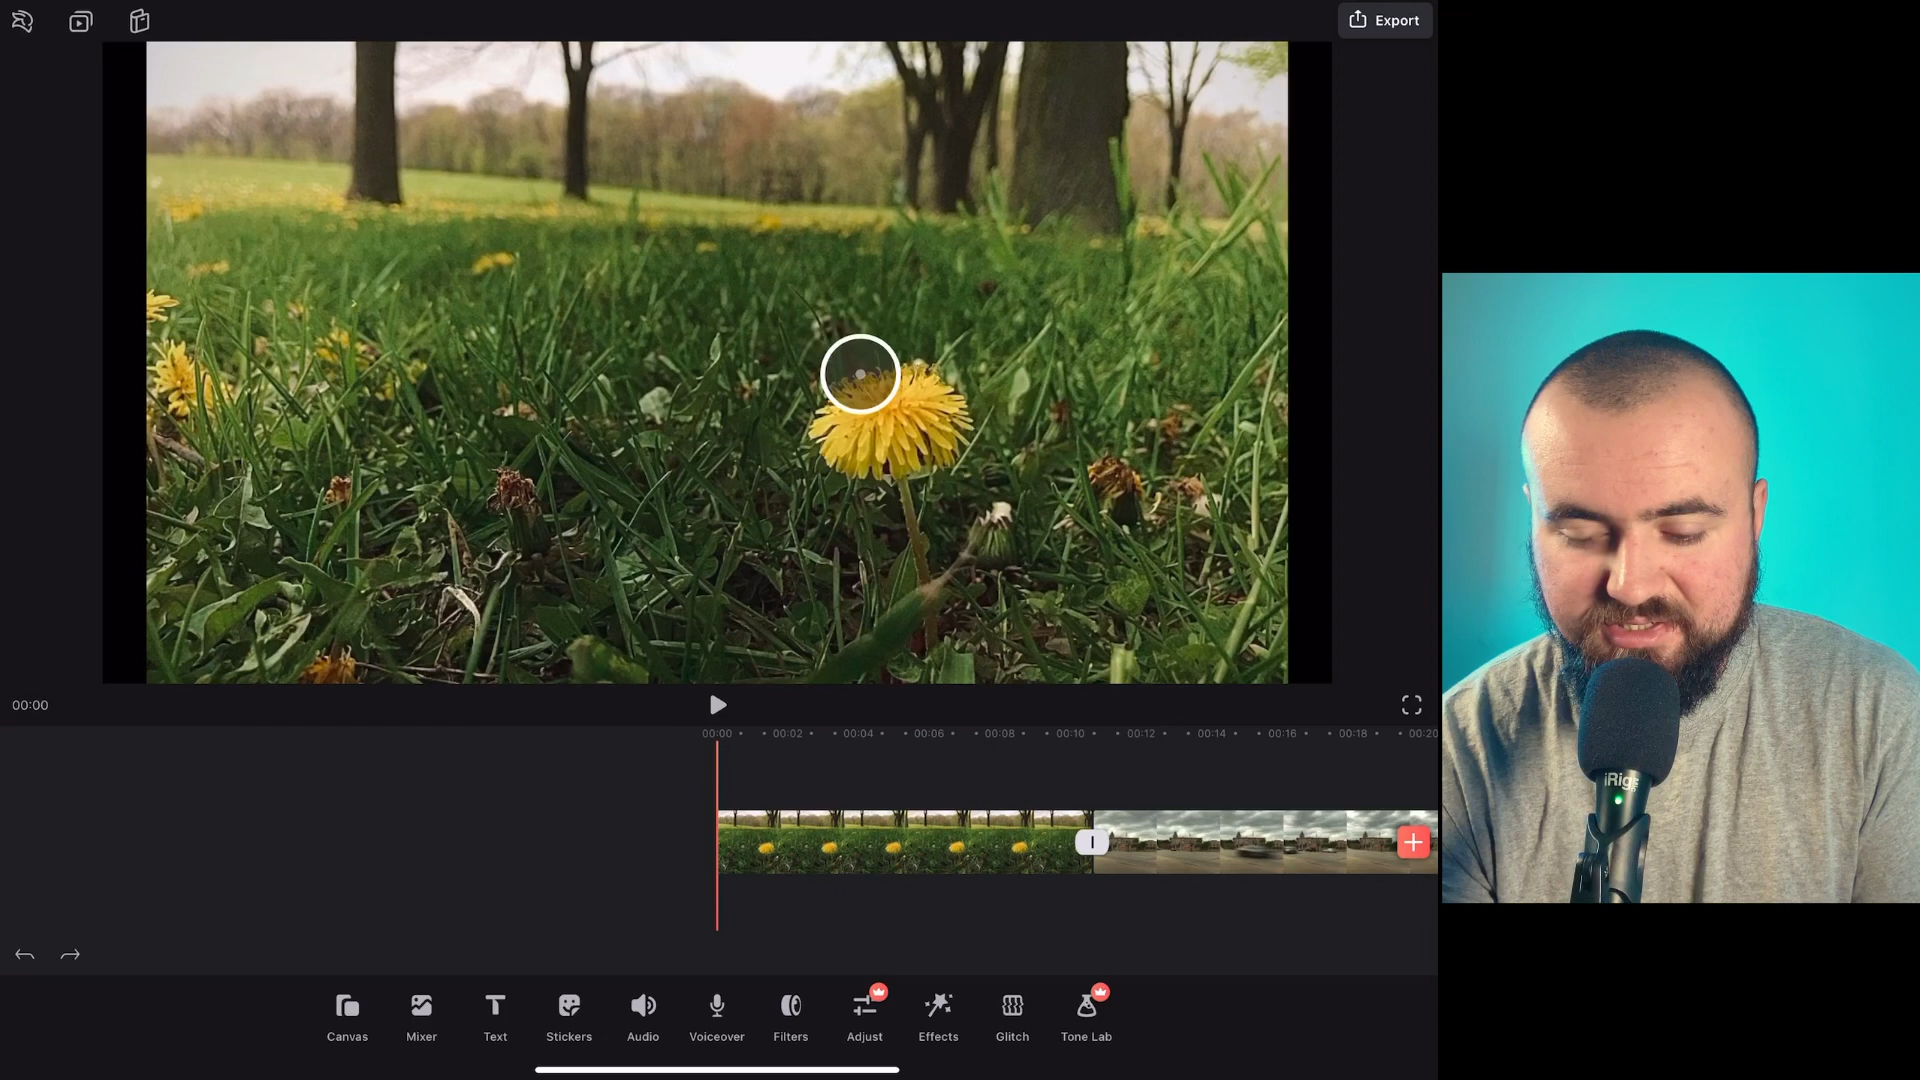 Export
00:00
00:00 00:02 00:04 00:06 00:08 00:10 00:12 00:14 00:16 00:18 00:20
Canvas Mixer Text Stickers Audio Voiceover Filters Adjust Effects Glitch Tone Lab
iRig